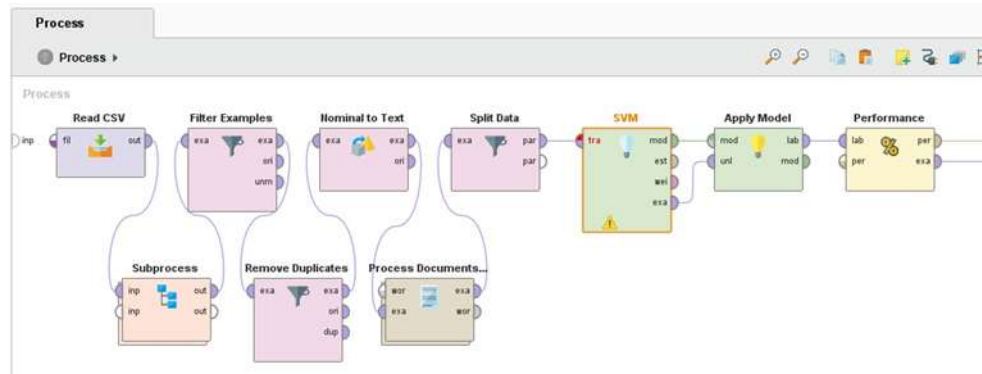 Process
Process
Process
Read CSV
Filter Examples
Nominal to Text
Split Data
SVM
Apply Model
Performance
inp
fil
out
exa
exa
ori
unm
exa
exa
ori
exa
par
par
tra
mod
est
wei
exa
mod
unl
lab
mod
lab
per
per
exa
Subprocess
Remove Duplicates
Process Documents...
inp
inp
out
out
exa
exa
ori
dup
wor
exa
exa
wor